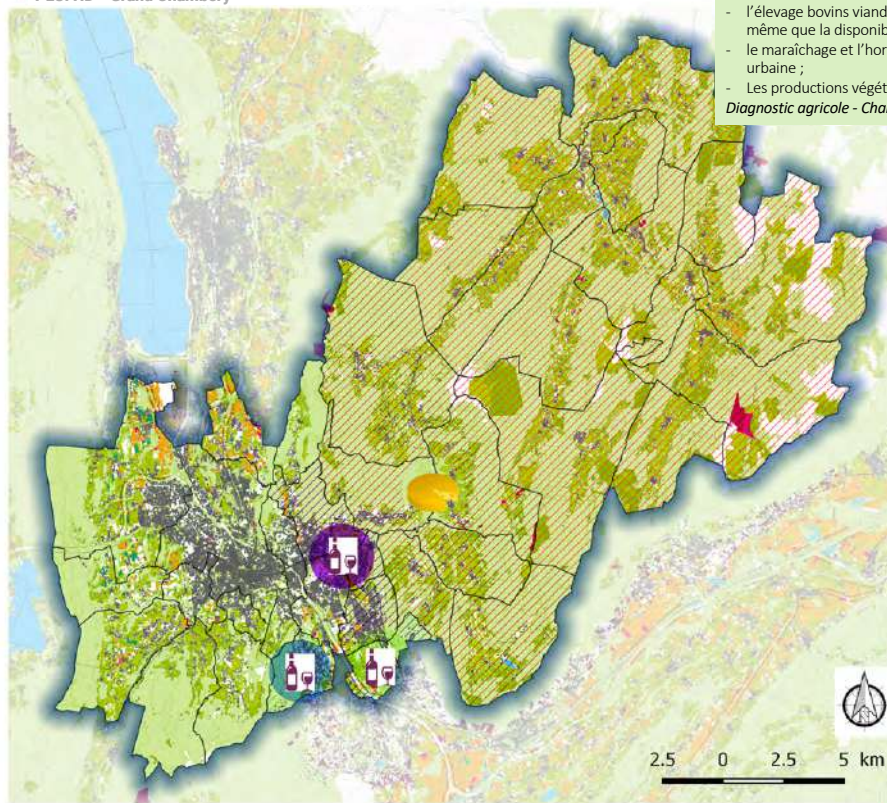 - l’élevage bovins viand
même que la disponib
- le maraîchage et l’hor
urbaine ;
- Les productions végét
Diagnostic agricole - Cha
2.5 0 2.5 5 km